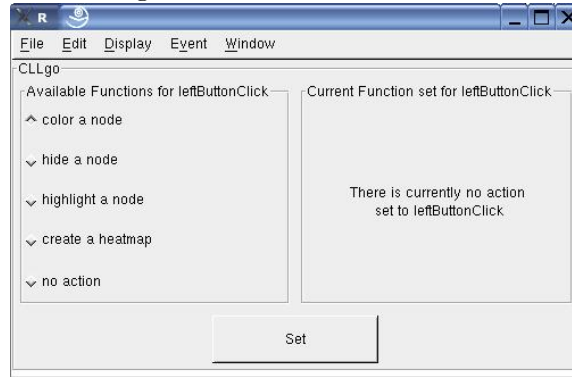 R
File Edit Display Event Window
CLLgo
Available Functions for leftButtonClick
color a node
hide a node
highlight a node
create a heatmap
no action
Current Function set for leftButtonClick
There is currently no action
set to leftButtonClick
Set